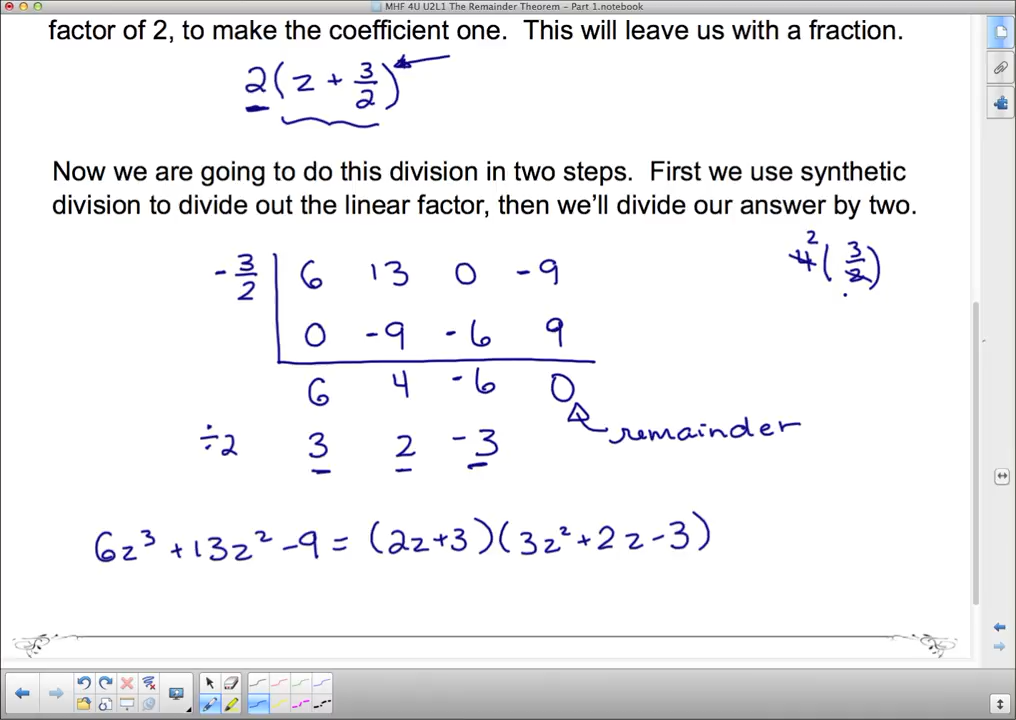 MHF 4U U2L1 The Remainder Theorem - Part 1.notebook
factor of 2, to make the coefficient one. This will leave us with a fraction.
2(z + 3/2)
Now we are going to do this division in two steps. First we use synthetic
division to divide out the linear factor, then we'll divide our answer by two.
2
4(3/2)
-3/2 | 6 13 0 -9
0 -9 -6 9
6 4 -6 0
remainder
÷2 3 2 -3
6z³ + 13z² - 9 = (2z+3)(3z² + 2z - 3)